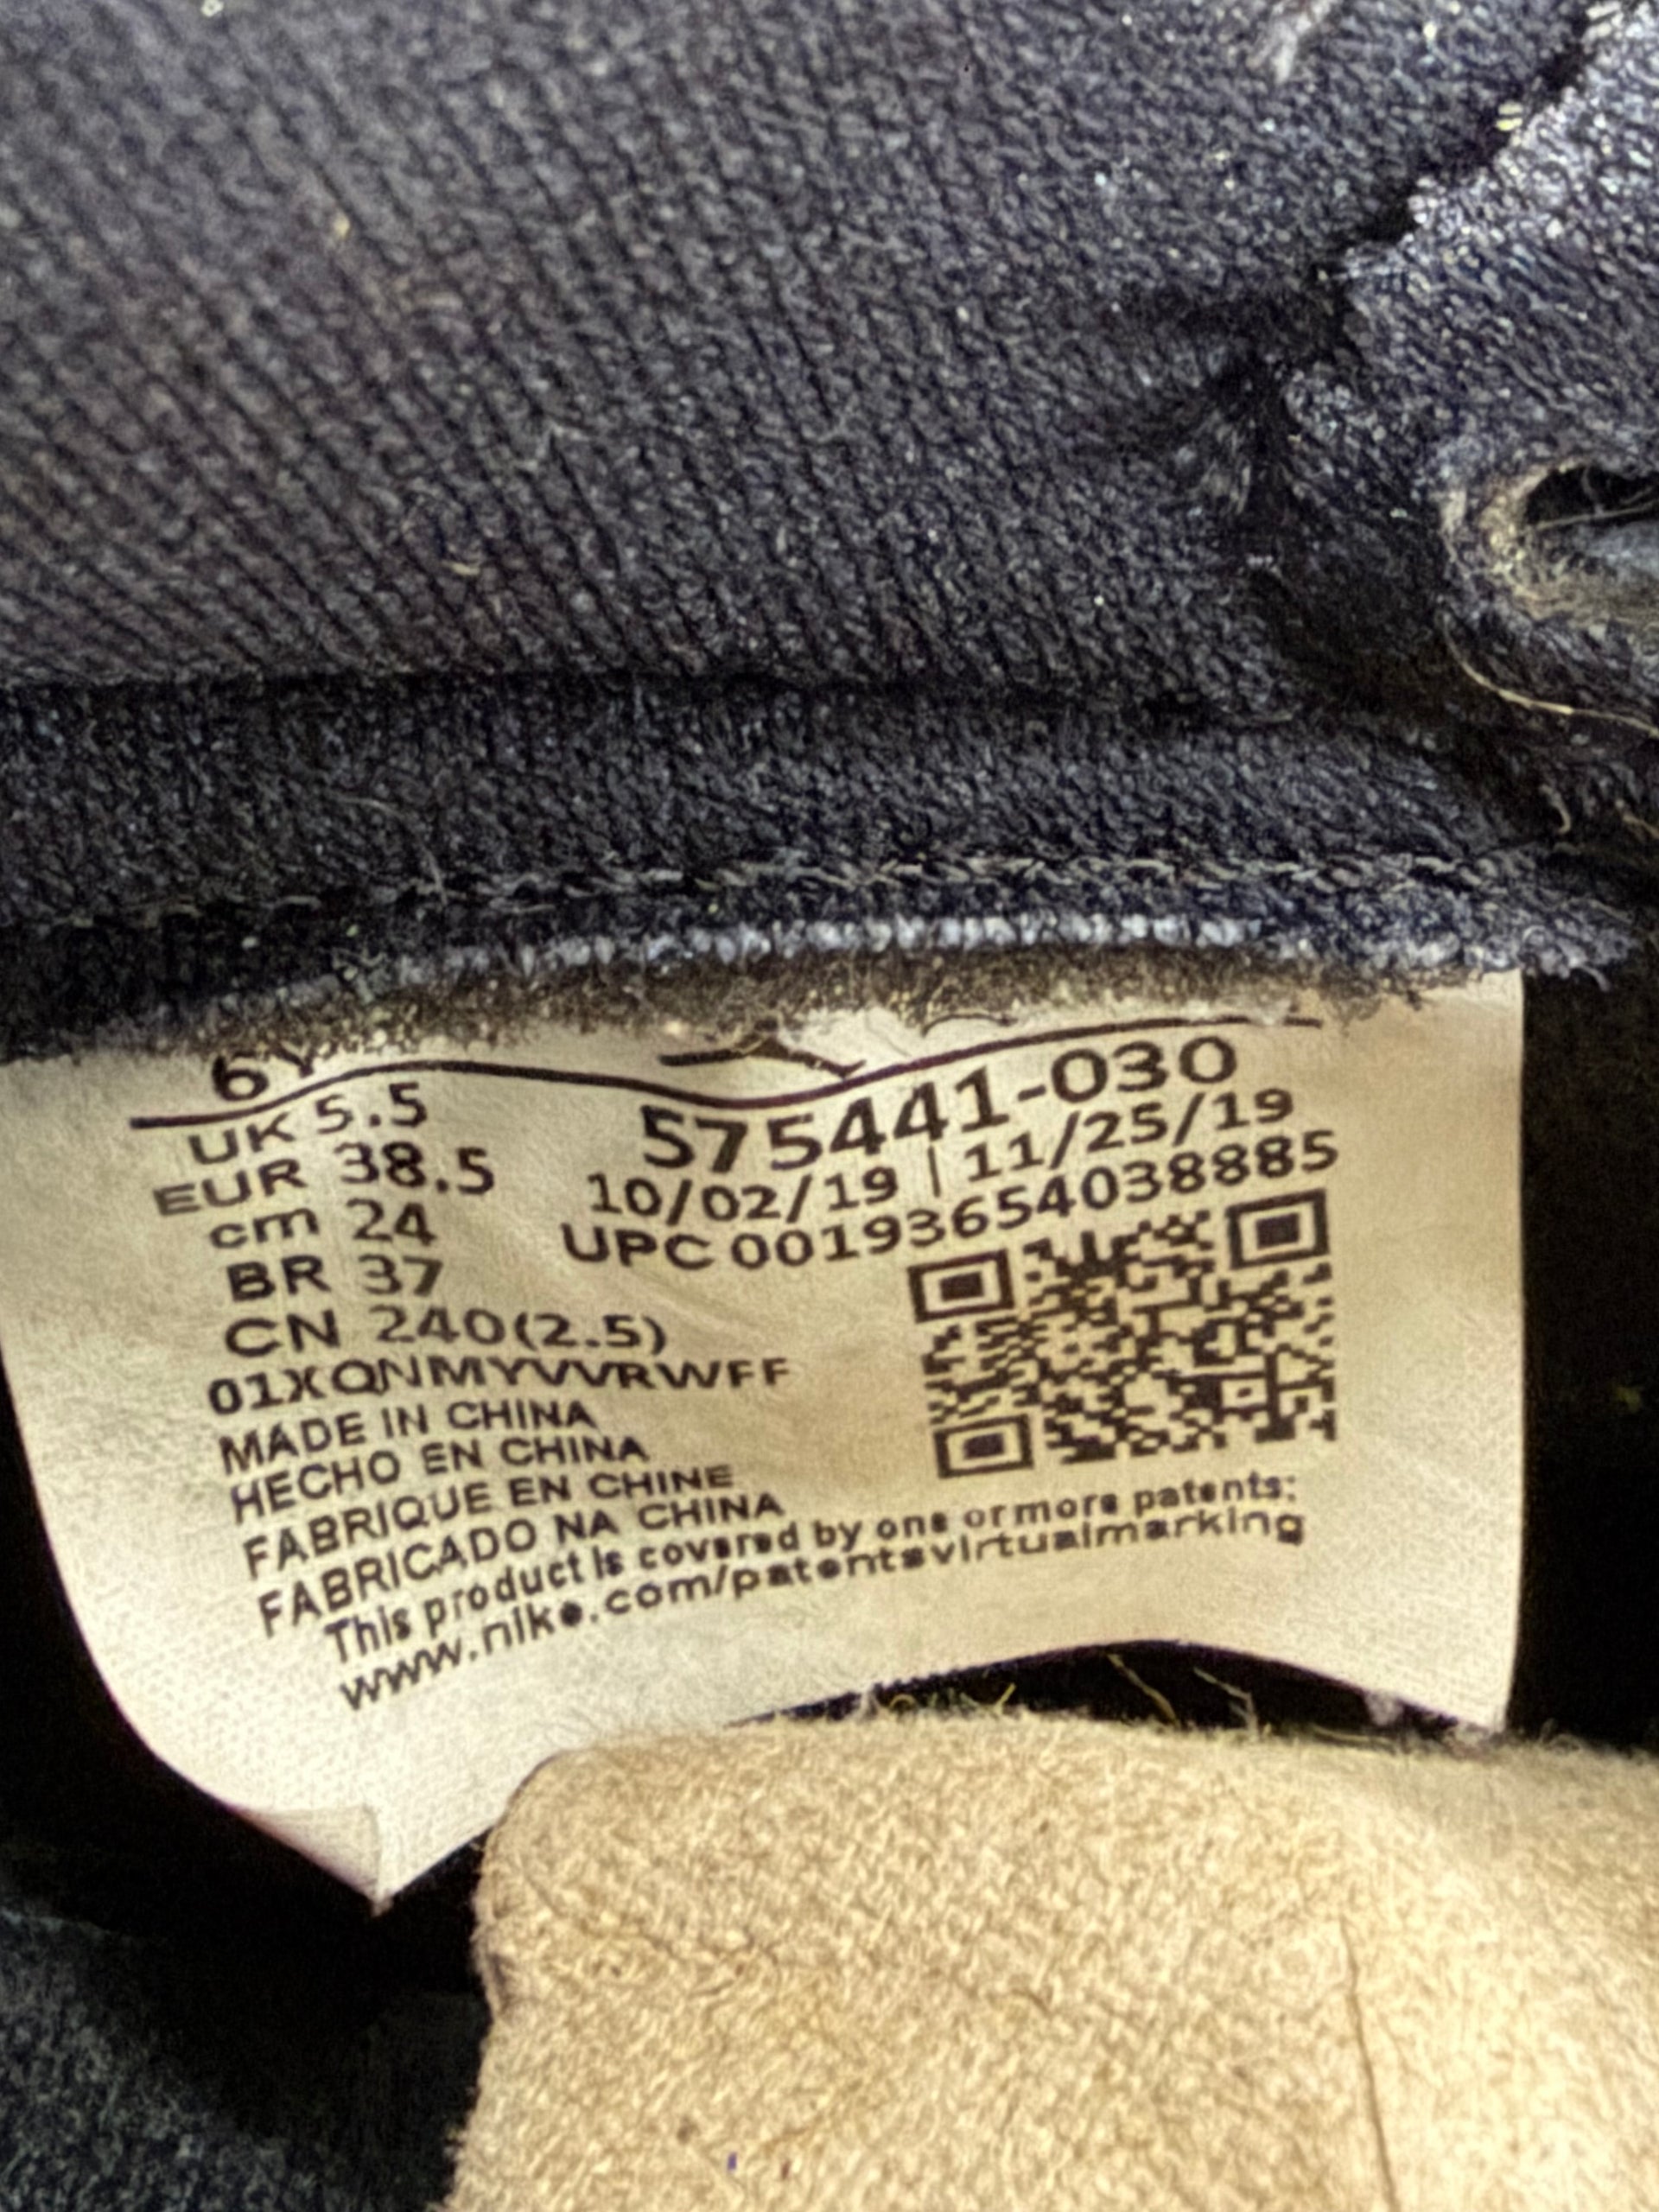 6Y
UK 5.5
EUR 38.5
cm 24
BR 37
CN 240(2.5)
575441-030
10/02/19 | 11/25/19
UPC 00193654038885
01XQNMYVVRWFF
MADE IN CHINA
HECHO EN CHINA
FABRIQUE EN CHINE
FABRICADO NA CHINA
This product is covered by one or more patents:
www.nike.com/patentsvirtualmarking